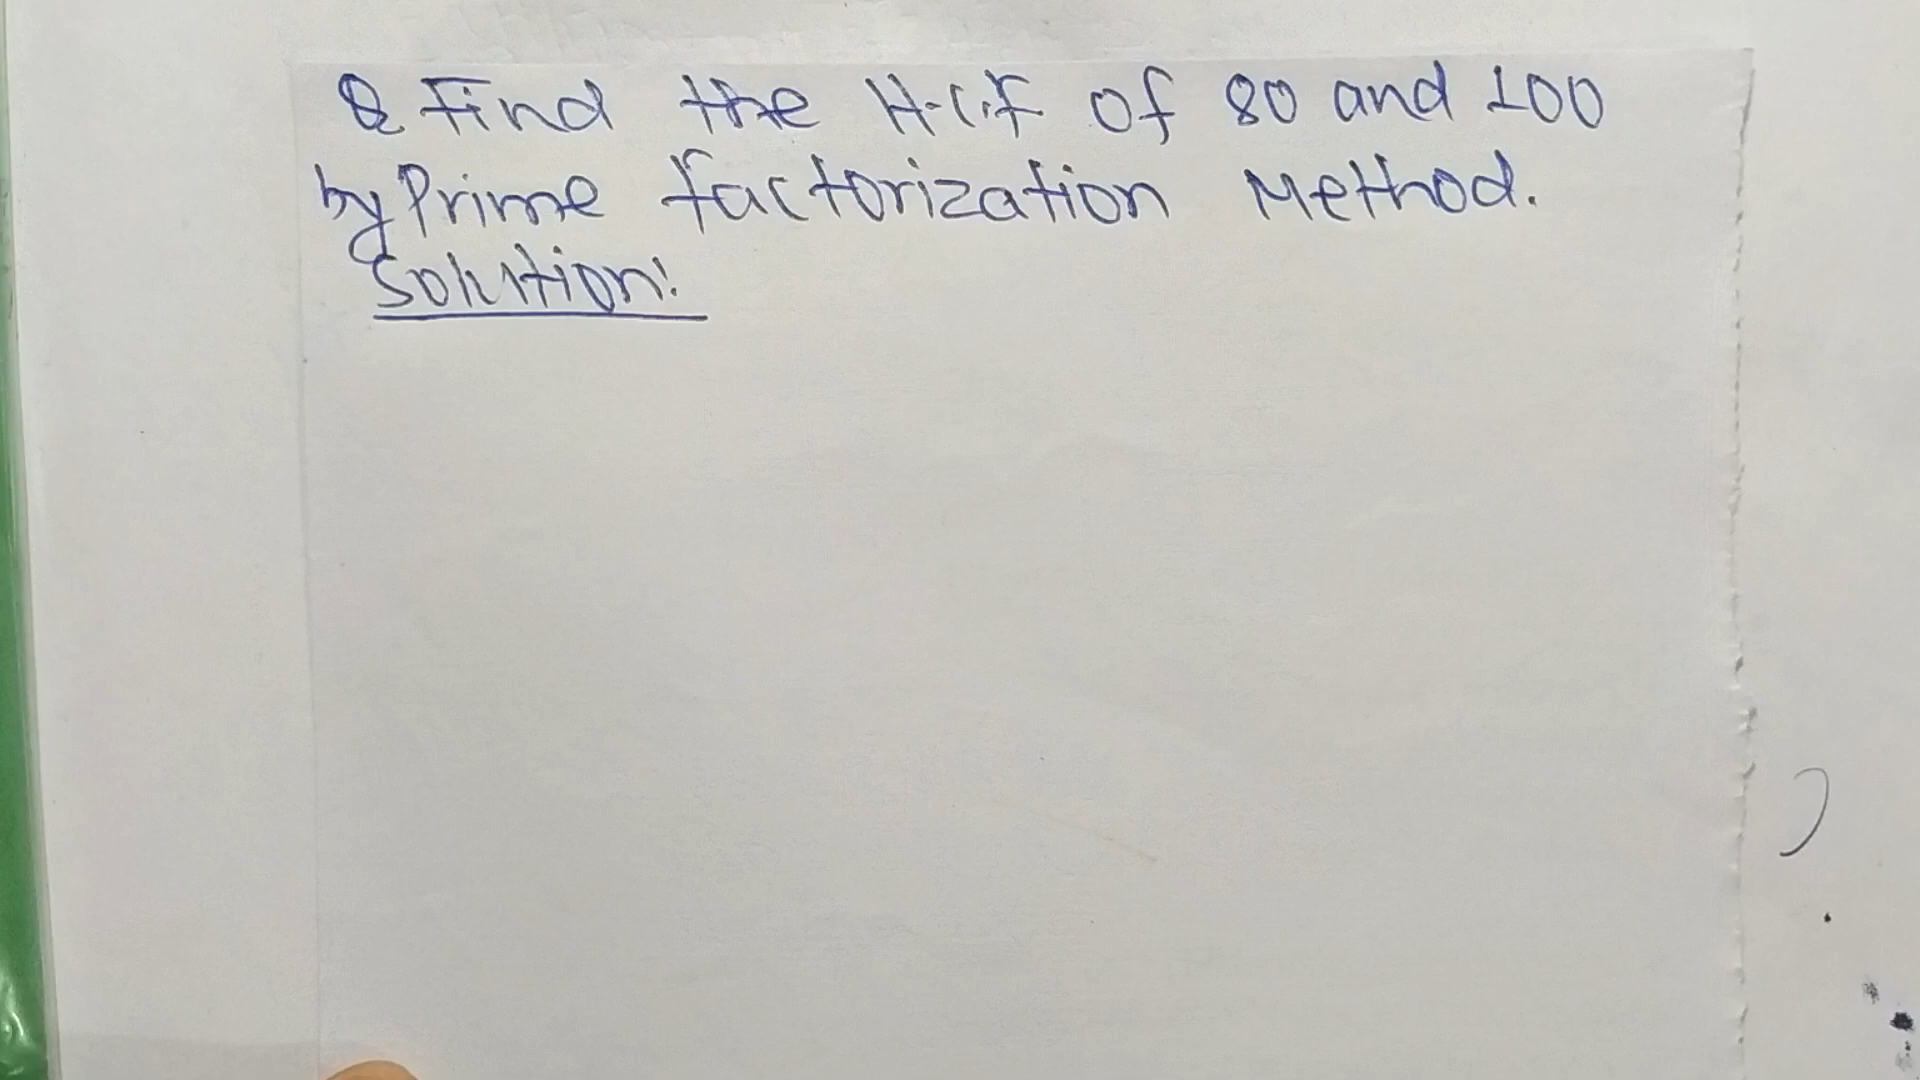 Q Find the H.C.F of 80 and 100
by Prime factorization Method.
Solution: